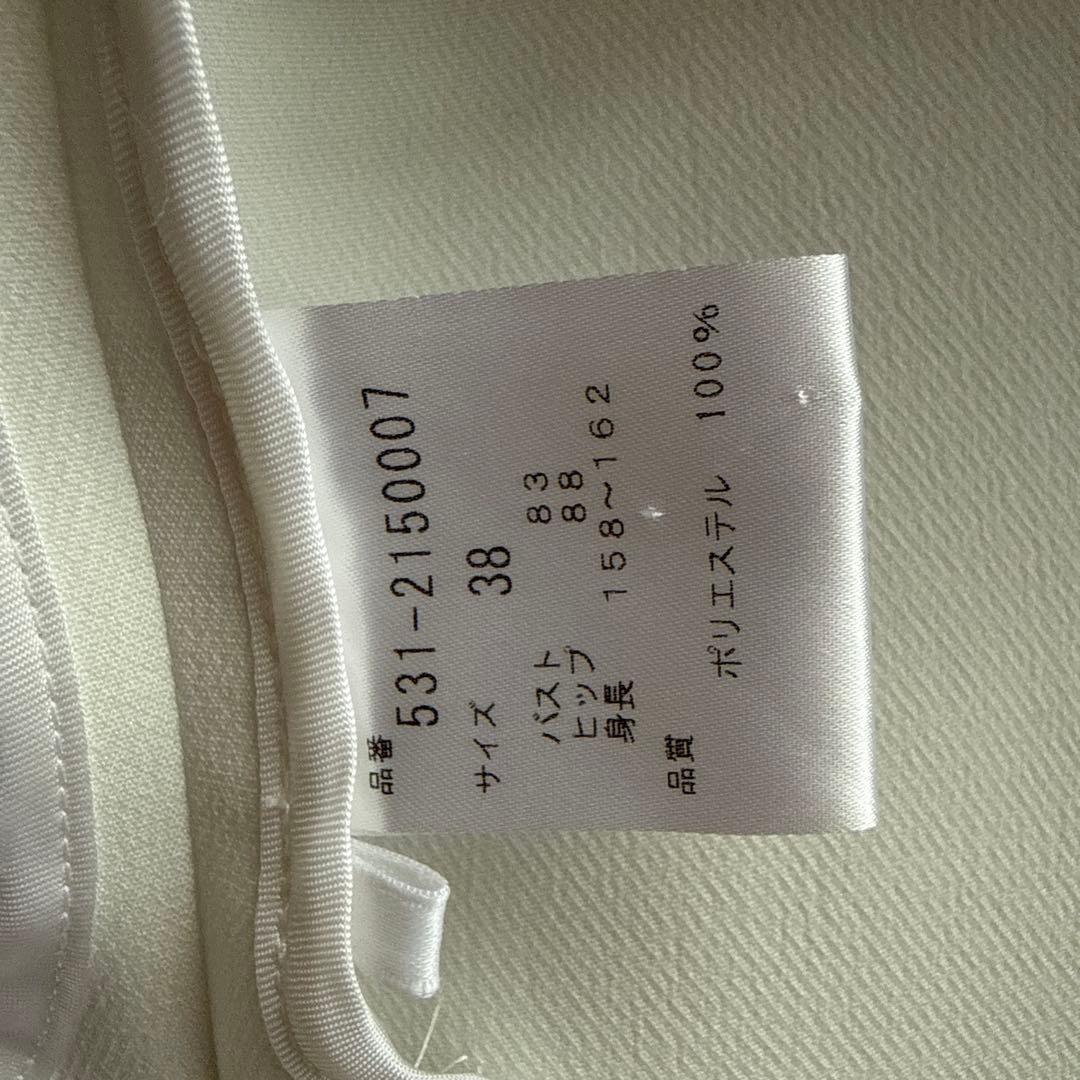 品番
531-2150007
サイズ 38
バスト 83
ヒップ 88
身長 158〜162
品質
ポリエステル 100%